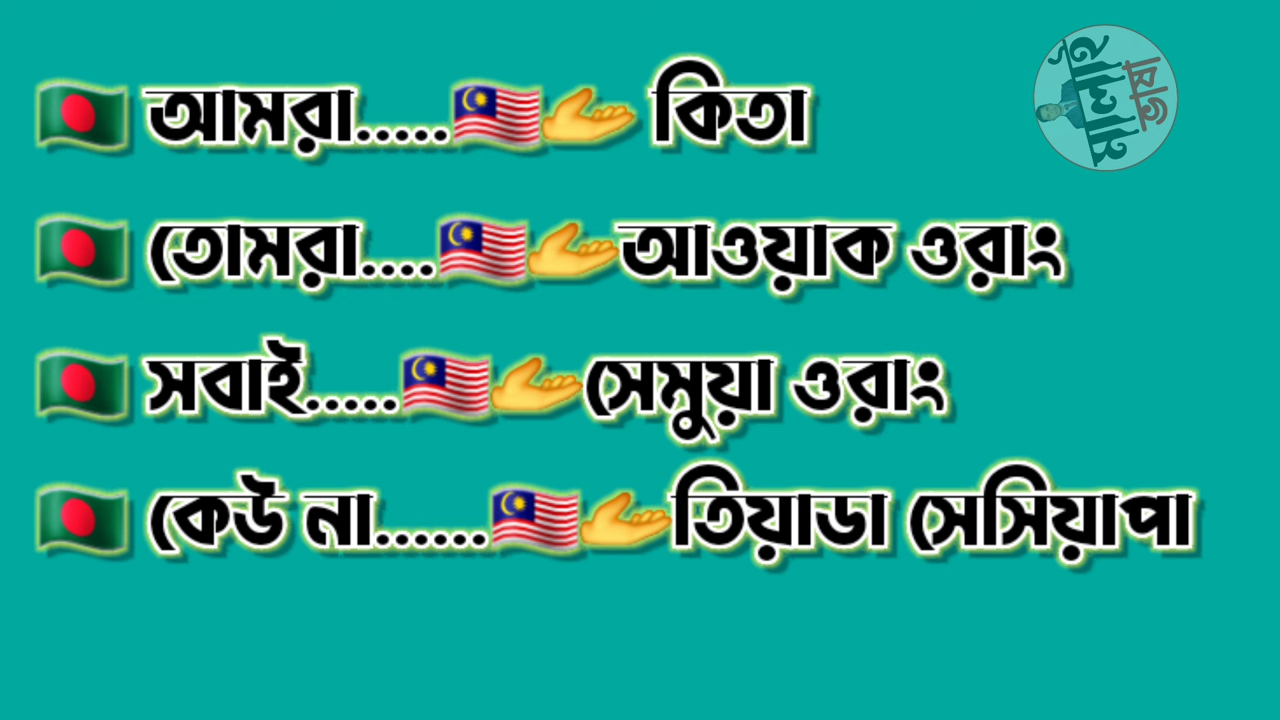 🇧🇩 আমরা.....🇲🇾🫴 কিতা
🇧🇩 তোমরা....🇲🇾🫴আওয়াক ওরাং
🇧🇩 সবাই.....🇲🇾🫴সেমুয়া ওরাং
🇧🇩 কেউ না......🇲🇾🫴তিয়াডা সেসিয়াপা